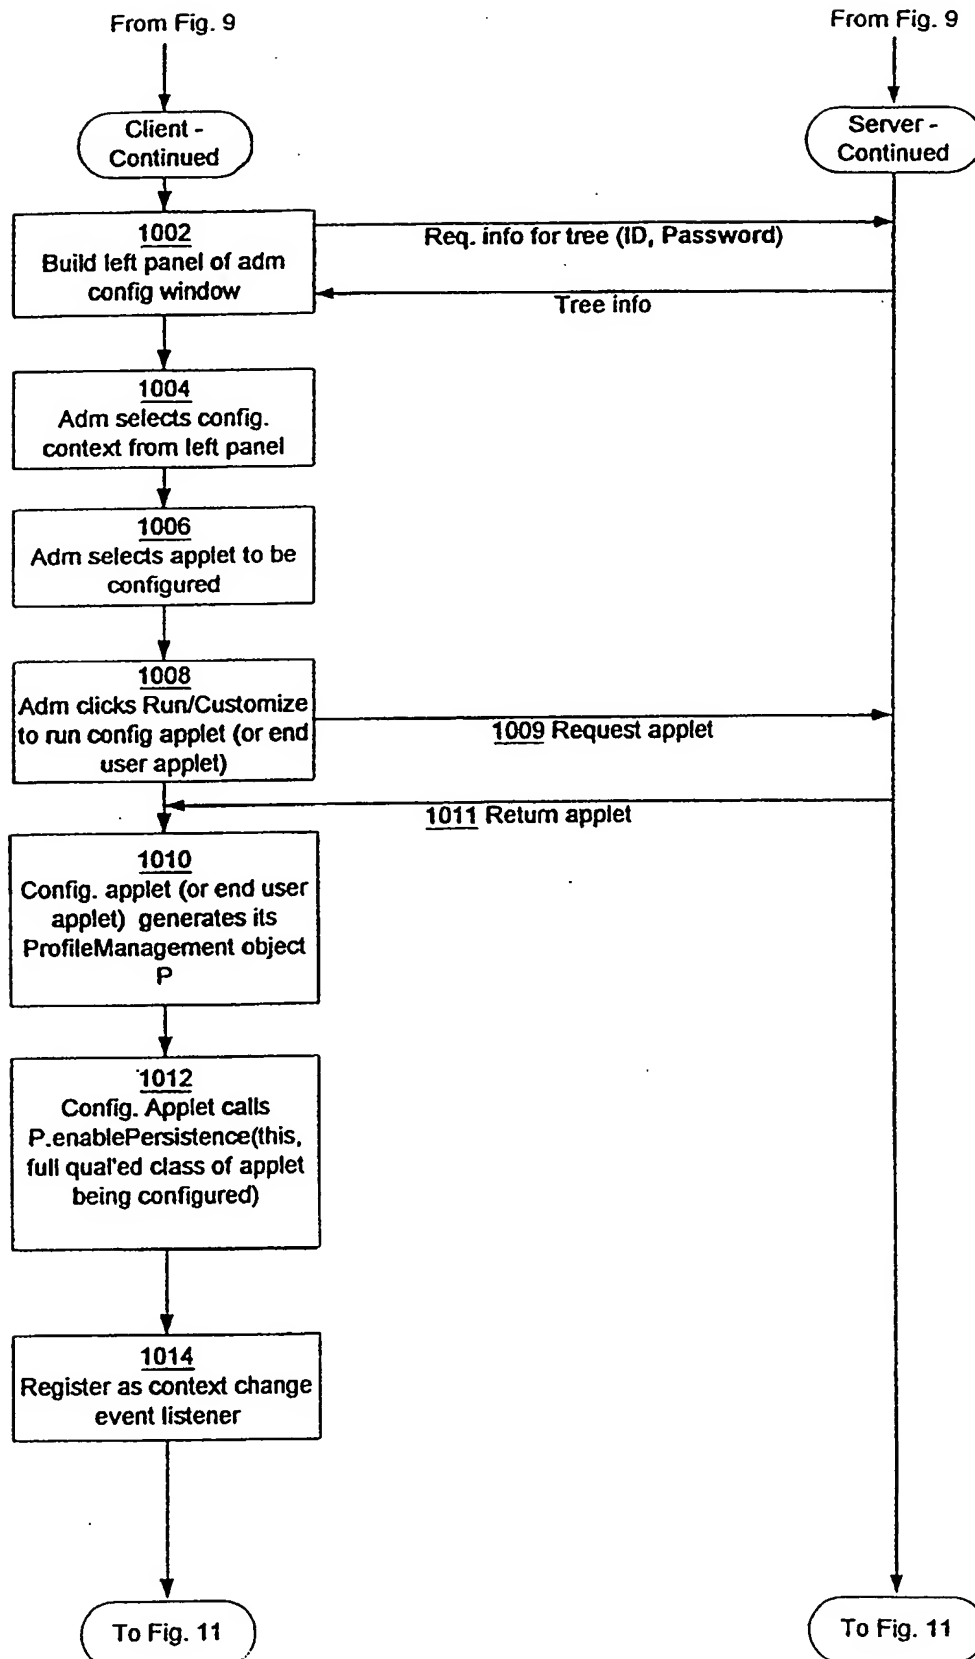 From Fig. 9
From Fig. 9
Client -
Continued
Server -
Continued
1002
Build left panel of adm
config window
Req. info for tree (ID, Password)
Tree info
1004
Adm selects config.
context from left panel
1006
Adm selects applet to be
configured
1008
Adm clicks Run/Customize
to run config applet (or end
user applet)
1009 Request applet
1011 Return applet
1010
Config. applet (or end user
applet) generates its
ProfileManagement object
P
1012
Config. Applet calls
P.enablePersistence(this,
full qual'ed class of applet
being configured)
1014
Register as context change
event listener
To Fig. 11
To Fig. 11